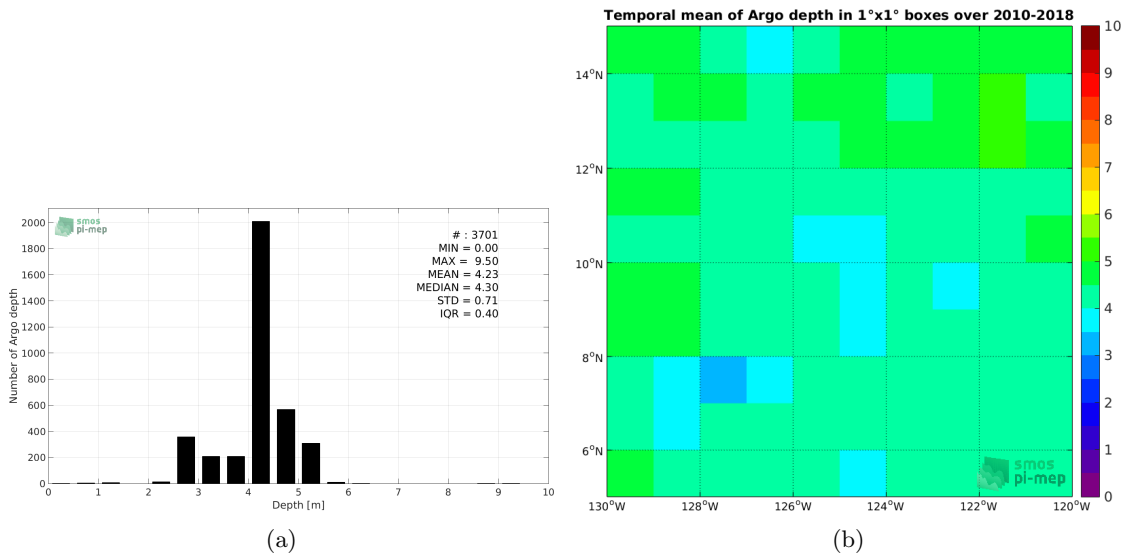 Temporal mean of Argo depth in 1°x1° boxes over 2010-2018
smos
pi-mep
# : 3701
MIN = 0.00
MAX = 9.50
MEAN = 4.23
MEDIAN = 4.30
STD = 0.71
IQR = 0.40
Number of Argo depth
2000
1800
1600
1400
1200
1000
800
600
400
200
0
0 1 2 3 4 5 6 7 8 9 10
Depth [m]
(a)
14°N
12°N
10°N
8°N
6°N
130°W 128°W 126°W 124°W 122°W 120°W
smos
pi-mep
10
9
8
7
6
5
4
3
2
1
0
(b)